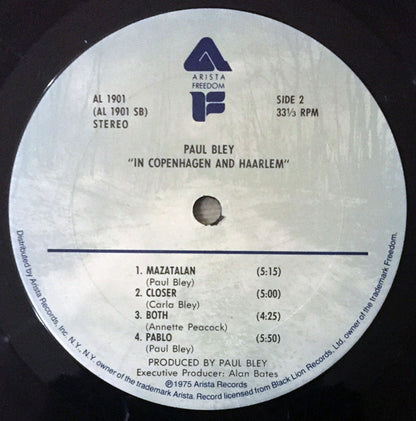 ARISTA
FREEDOM
F
AL 1901
(AL 1901 SB)
STEREO
SIDE 2
33⅓ RPM
PAUL BLEY
"IN COPENHAGEN AND HAARLEM"
1. MAZATALAN (5:15)
(Paul Bley)
2. CLOSER (5:00)
(Carla Bley)
3. BOTH (4:25)
(Annette Peacock)
4. PABLO (5:50)
(Paul Bley)
PRODUCED BY PAUL BLEY
Executive Producer: Alan Bates
Ⓟ1975 Arista Records
Distributed by Arista Records, Inc. N.Y., N.Y. owner of the trademark Arista. Record licensed from Black Lion Records, Ltd. owner of the trademark Freedom.